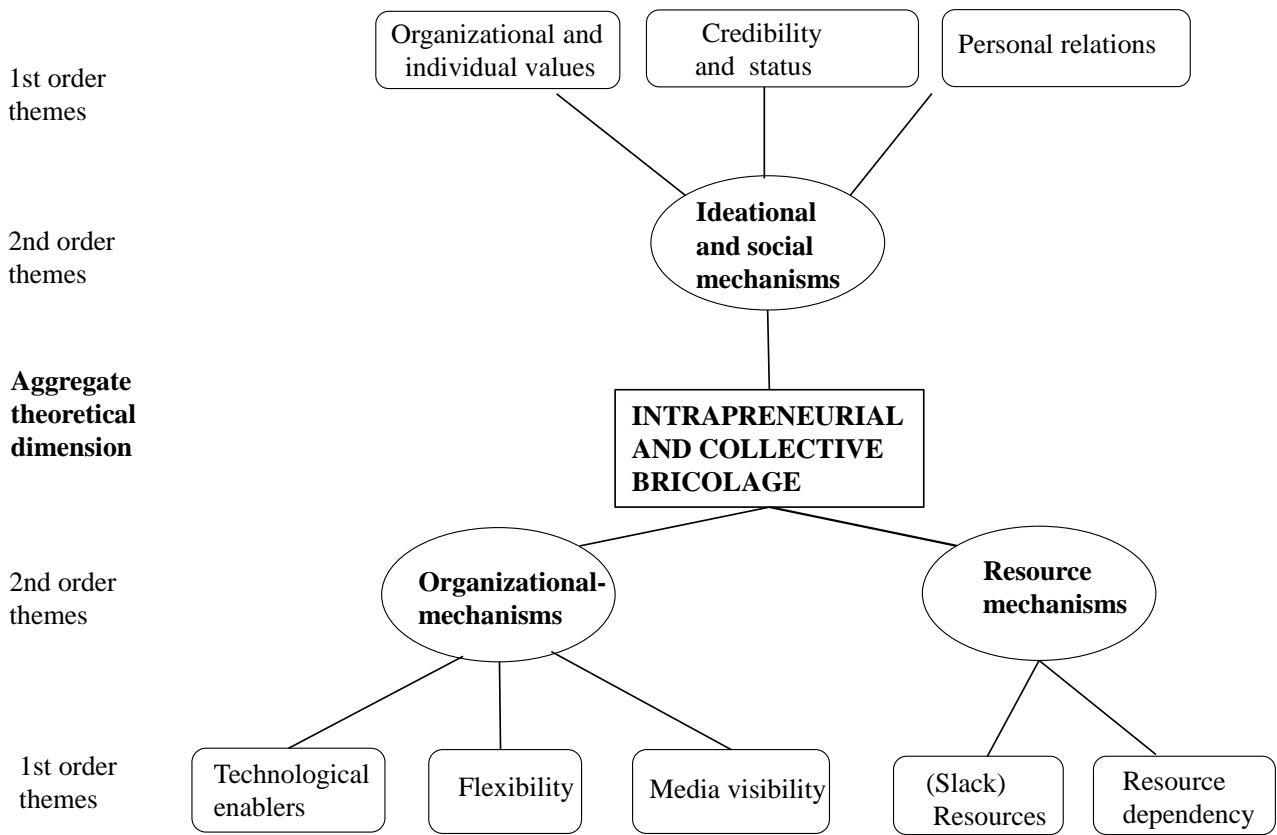 Organizational and
individual values
Credibility
and status
Personal relations
1st order
themes
2nd order
themes
Ideational
and social
mechanisms
Aggregate
theoretical
dimension
INTRAPRENEURIAL
AND COLLECTIVE
BRICOLAGE
2nd order
themes
Organizational-
mechanisms
Resource
mechanisms
1st order
themes
Technological
enablers
Flexibility
Media visibility
(Slack)
Resources
Resource
dependency